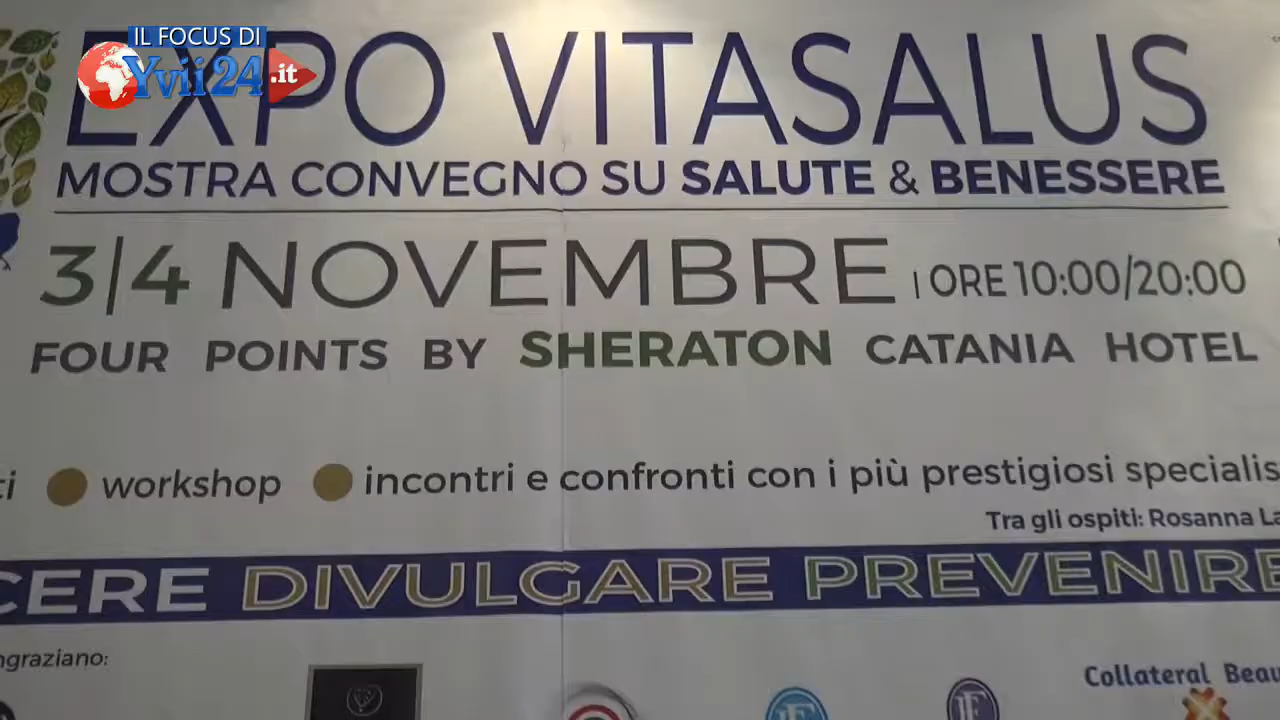 IL FOCUS DI
Yvii24.it
EXPO VITASALUS
MOSTRA CONVEGNO SU SALUTE & BENESSERE
3|4 NOVEMBRE | ORE 10:00/20:00
FOUR POINTS BY SHERATON CATANIA HOTEL
workshop incontri e confronti con i più prestigiosi specialis
Tra gli ospiti: Rosanna La
CERE DIVULGARE PREVENIRE
ngraziano:
Collateral Beau